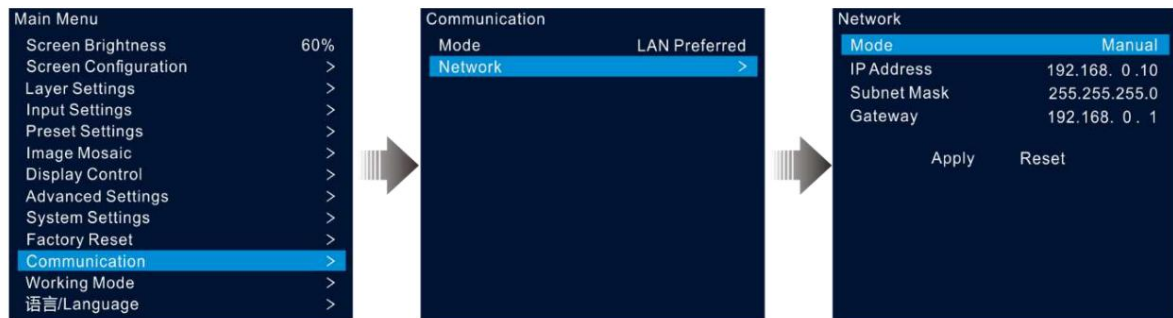 Main Menu
Screen Brightness 60%
Screen Configuration >
Layer Settings >
Input Settings >
Preset Settings >
Image Mosaic >
Display Control >
Advanced Settings >
System Settings >
Factory Reset >
Communication >
Working Mode >
语言/Language >
Communication
Mode LAN Preferred
Network >
Network
Mode Manual
IP Address 192.168. 0 .10
Subnet Mask 255.255.255.0
Gateway 192.168. 0 . 1
Apply Reset